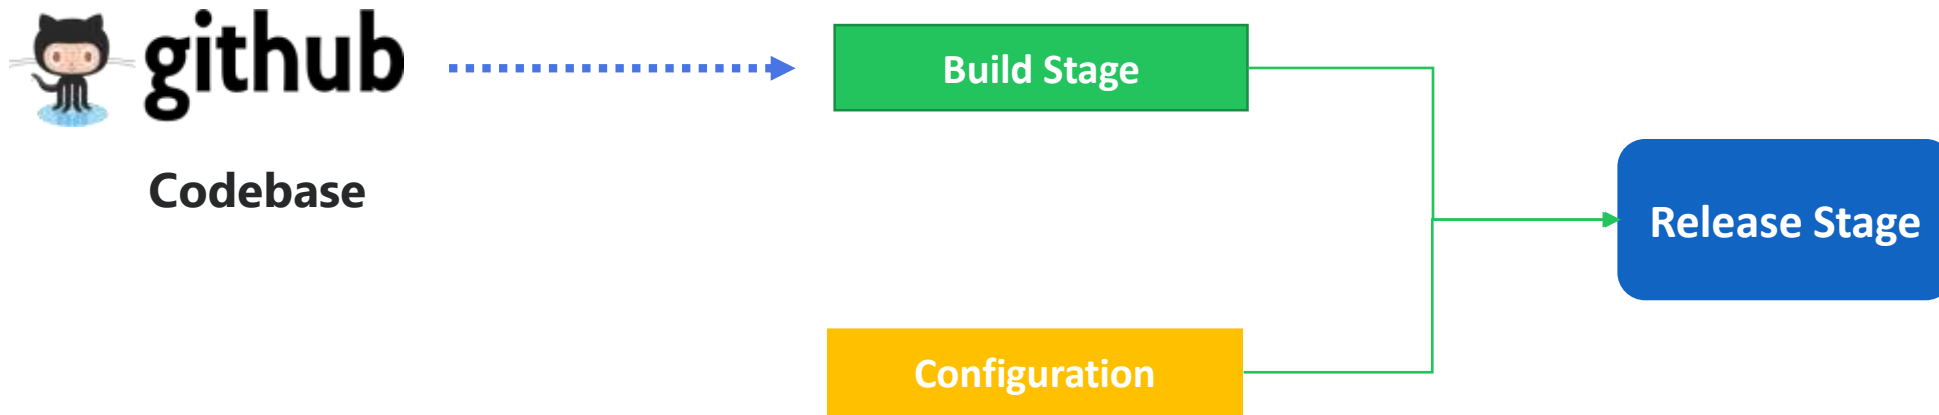 github
Codebase
Build Stage
Configuration
Release Stage